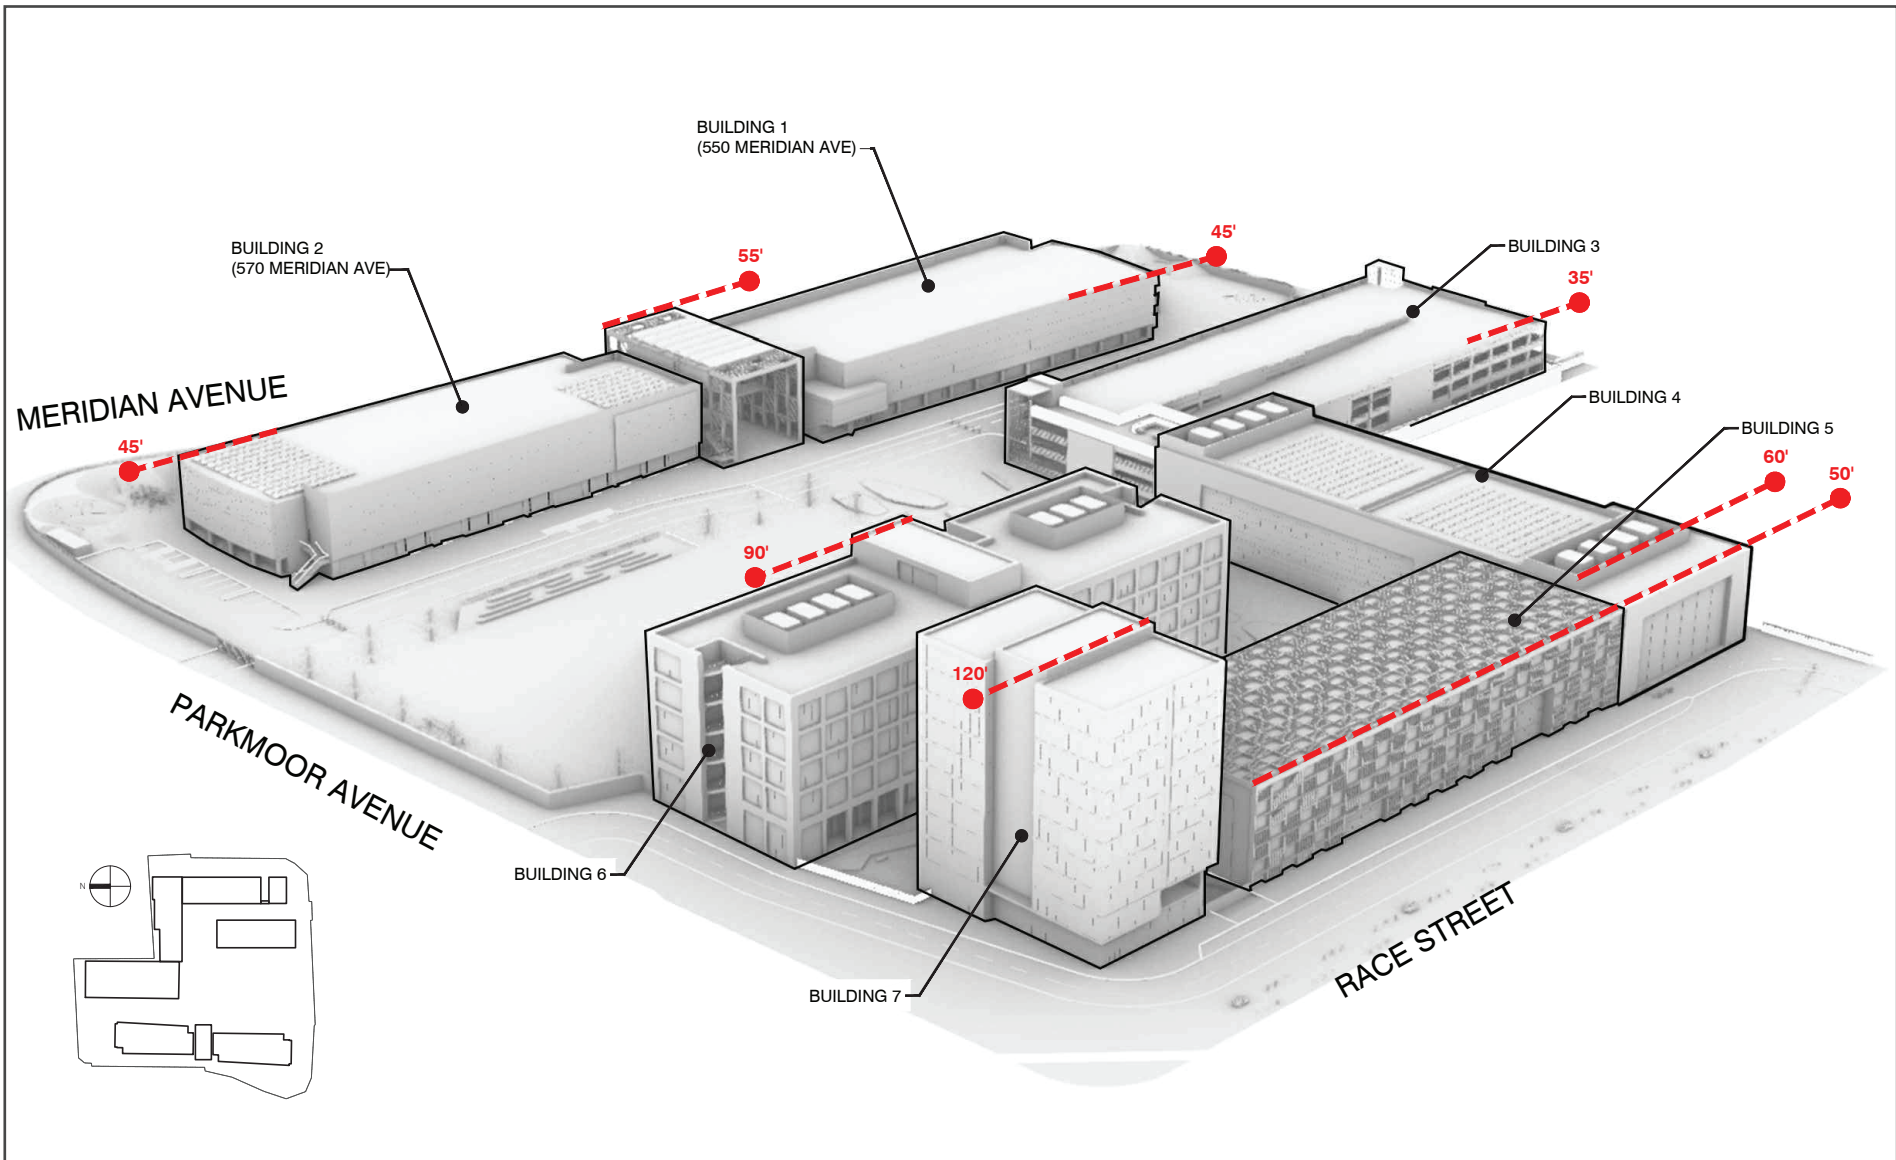 BUILDING 1
(550 MERIDIAN AVE)
BUILDING 2
(570 MERIDIAN AVE)
55'
45'
BUILDING 3
35'
MERIDIAN AVENUE
45'
BUILDING 4
BUILDING 5
60'
50'
90'
120'
PARKMOOR AVENUE
BUILDING 6
BUILDING 7
RACE STREET
N